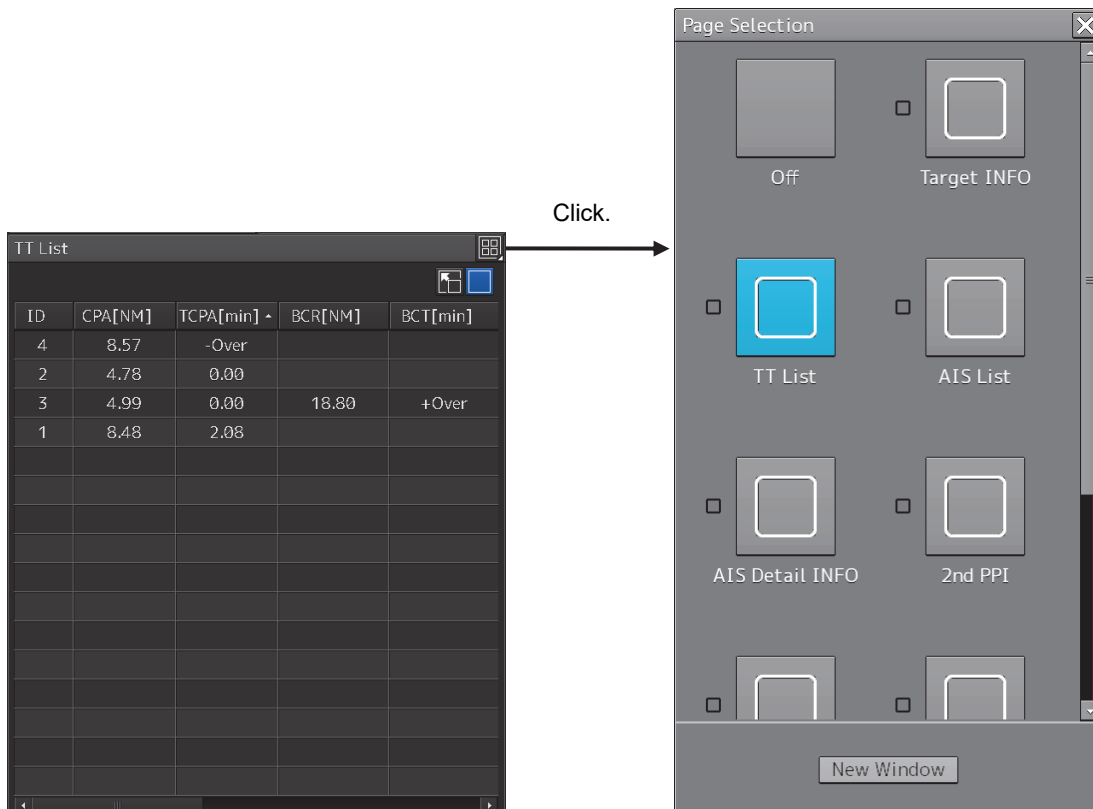 Page Selection
Off
Target INFO
Click.
TT List
ID CPA[NM] TCPA[min] BCR[NM] BCT[min]
4 8.57 -Over
2 4.78 0.00
3 4.99 0.00 18.80 +Over
1 8.48 2.08
TT List
AIS List
AIS Detail INFO
2nd PPI
New Window